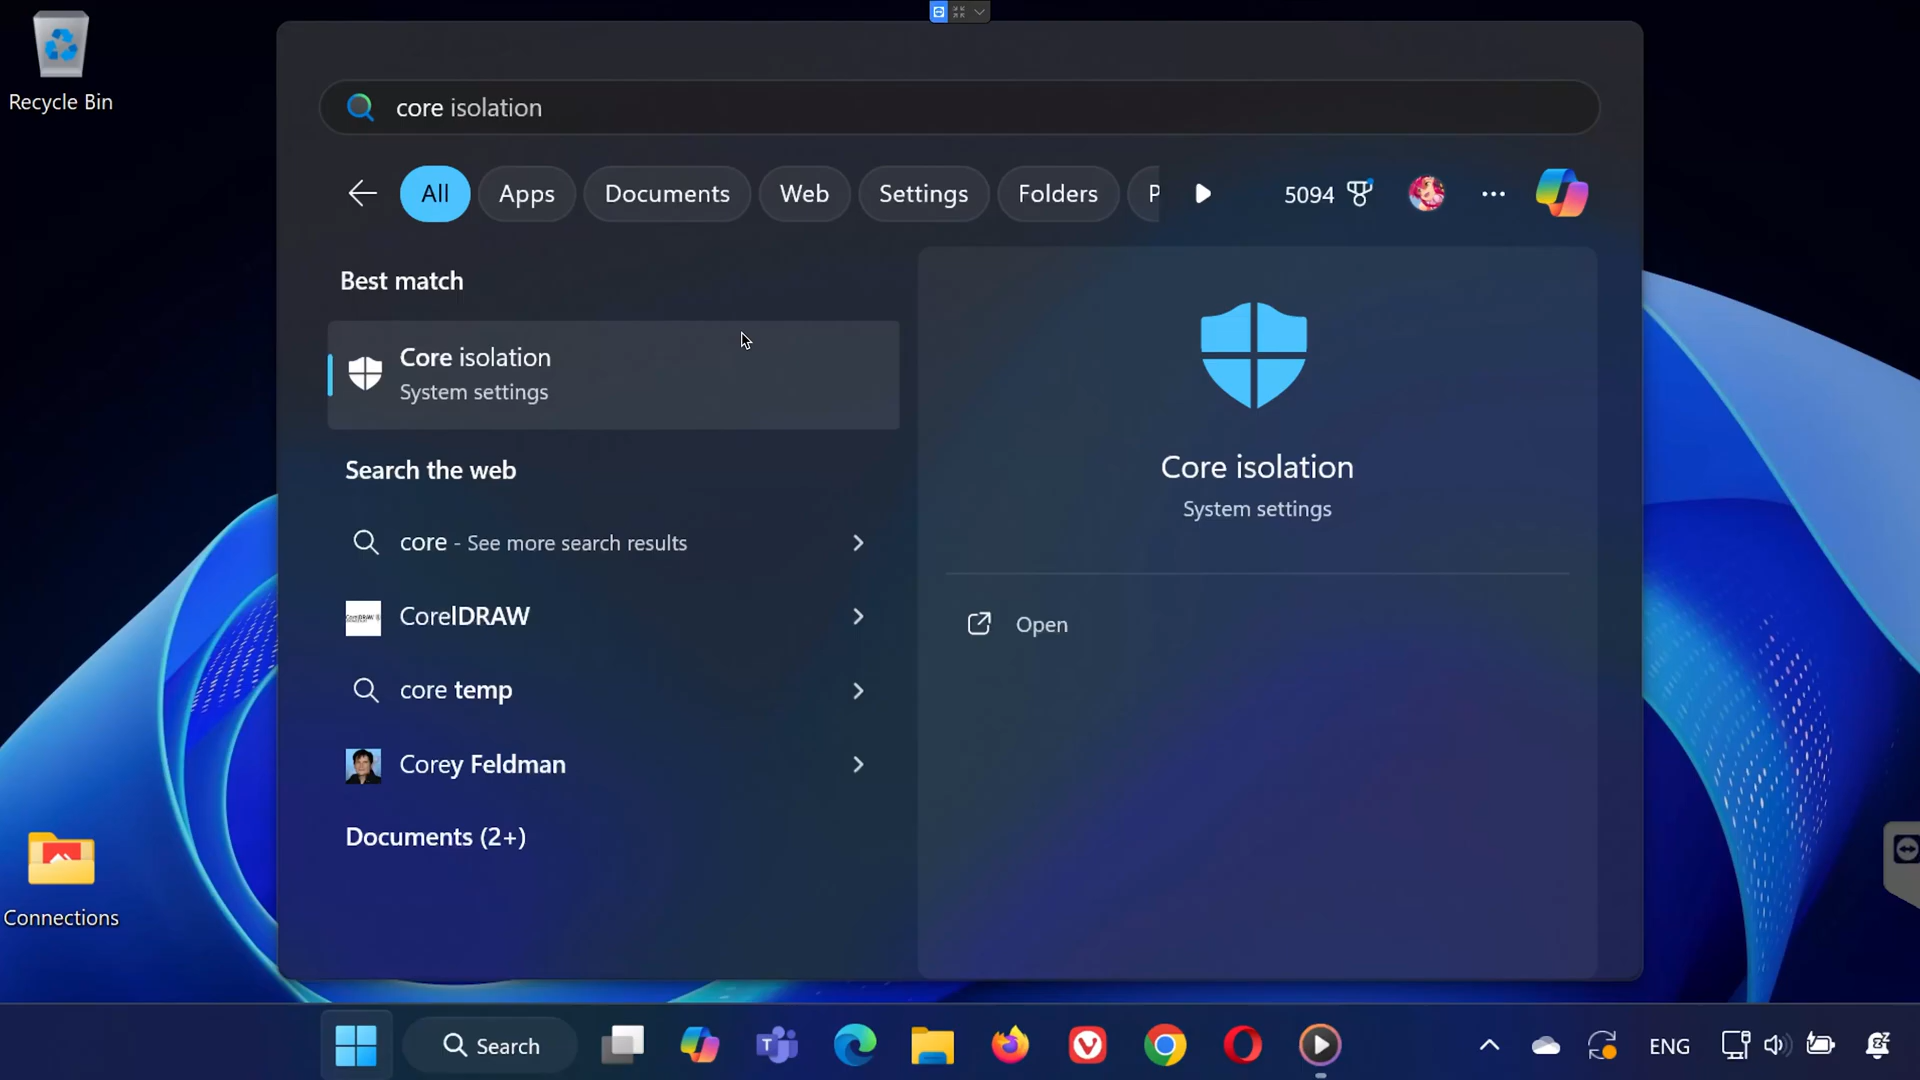 Recycle Bin
core isolation
All
Apps
Documents
Web
Settings
Folders
P
5094
Best match
Core isolation
System settings
Search the web
core - See more search results
CorelDRAW
core temp
Corey Feldman
Documents (2+)
Core isolation
System settings
Open
Connections
Search
ENG